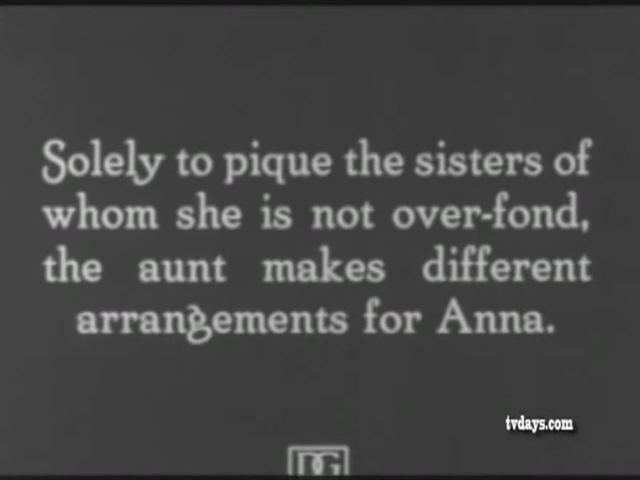 Solely to pique the sisters of
whom she is not over-fond,
the aunt makes different
arrangements for Anna.
tvdays.com
DG